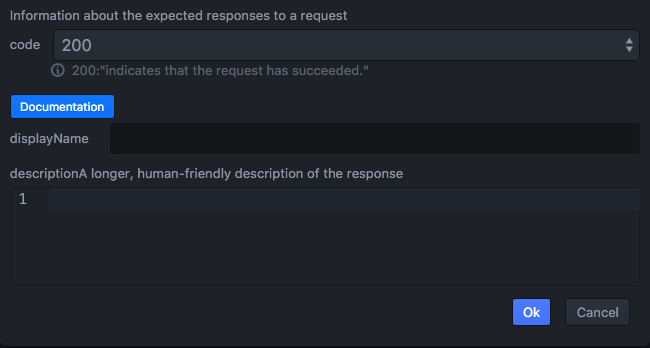 Information about the expected responses to a request
code 200
200:"indicates that the request has succeeded."
Documentation
displayName
descriptionA longer, human-friendly description of the response
1
Ok Cancel